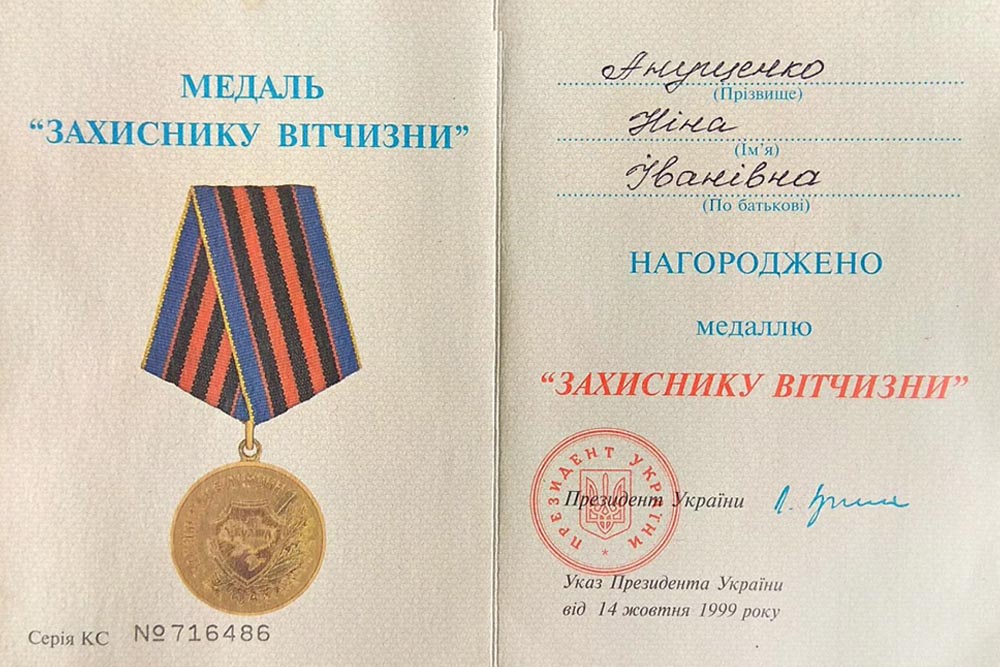 МЕДАЛЬ
“ЗАХИСНИКУ ВІТЧИЗНИ”
Серія КС №716486
Анущенко
(Прізвище)
Ніна
(Ім’я)
Іванівна
(По батькові)
НАГОРОДЖЕНО
медаллю
“ЗАХИСНИКУ ВІТЧИЗНИ”
ПРЕЗИДЕНТ УКРАЇНИ
Президент України
Указ Президента України
від 14 жовтня 1999 року